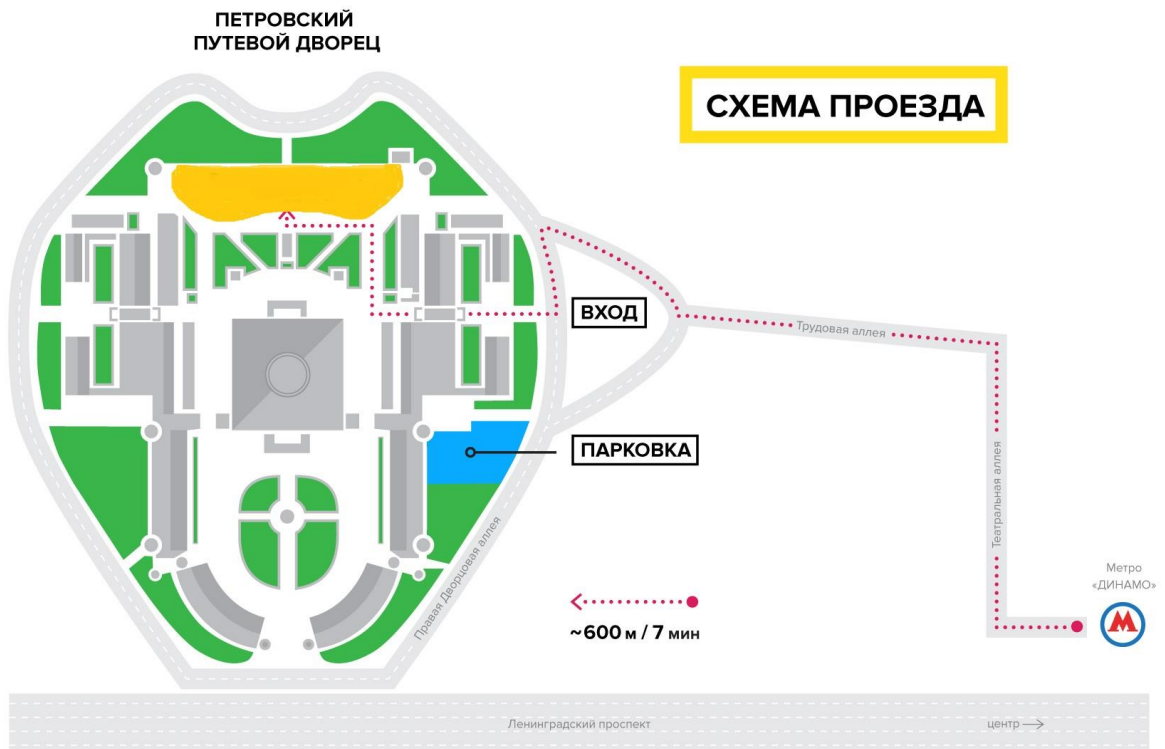 ПЕТРОВСКИЙ
ПУТЕВОЙ ДВОРЕЦ
СХЕМА ПРОЕЗДА
ВХОД
Трудовая аллея
ПАРКОВКА
Театральная аллея
Правая Дворцовая аллея
Метро
«ДИНАМО»
М
~600 м / 7 мин
Ленинградский проспект
центр